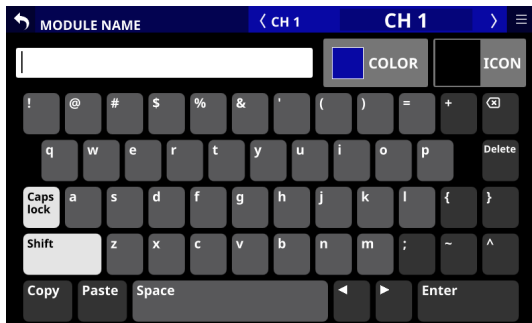 MODULE NAME
〈 CH 1
CH 1 〉
COLOR
ICON
! @ # $ % & ' ( ) = +
q w e r t y u i o p Delete
Caps lock a s d f g h j k l { }
Shift z x c v b n m ; ~ ^
Copy Paste Space ◀ ▶ Enter